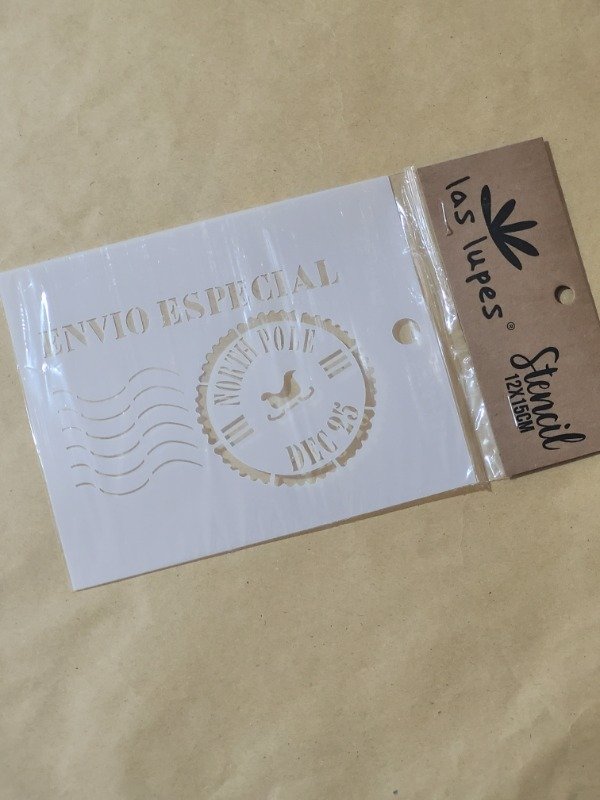 ENVIO ESPECIAL
NORTH POLE
DEC 25
las lupes®
Stencil
12X15CM